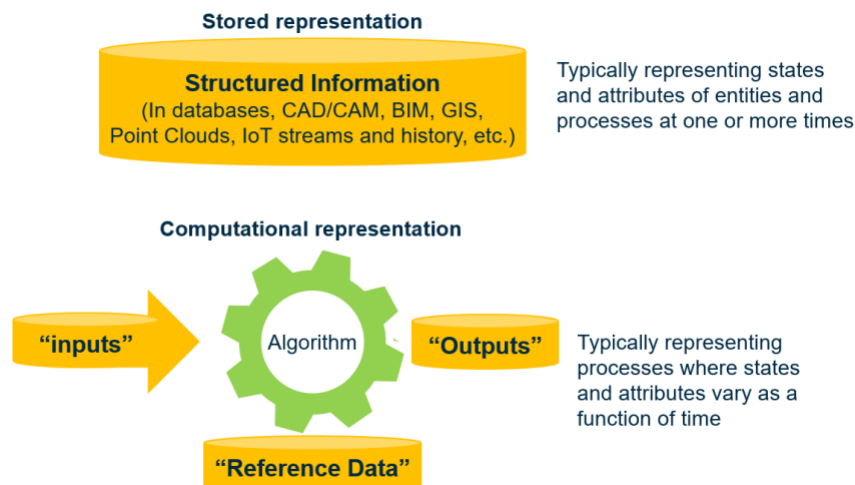 Stored representation
Structured Information
(In databases, CAD/CAM, BIM, GIS,
Point Clouds, IoT streams and history, etc.)
Typically representing states
and attributes of entities and
processes at one or more times
Computational representation
“inputs”
Algorithm
“Outputs”
Typically representing
processes where states
and attributes vary as a
function of time
“Reference Data”